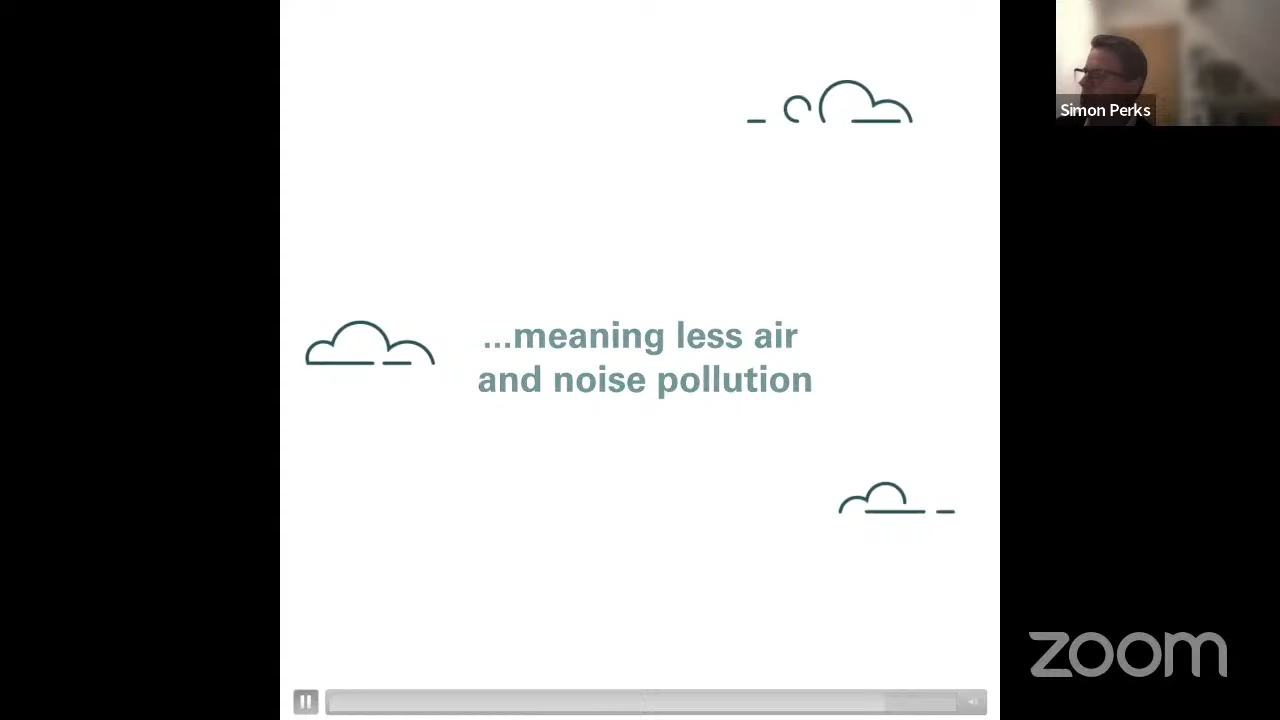 Simon Perks
...meaning less air
and noise pollution
zoom